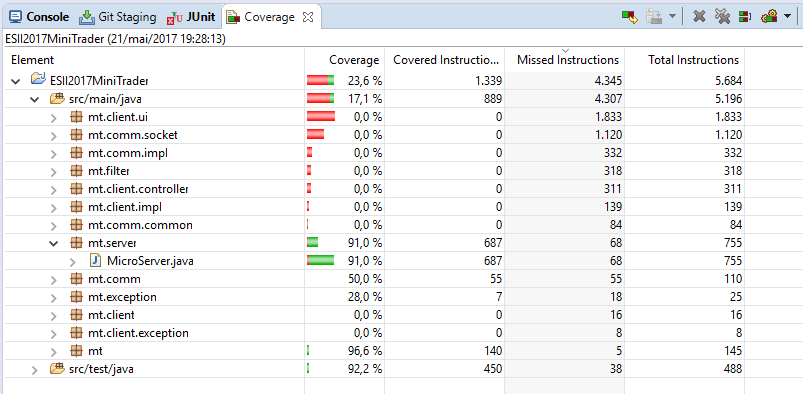 Console Git Staging JUnit Coverage
ESII2017MiniTrader (21/mai/2017 19:28:13)
Element Coverage Covered Instructio... Missed Instructions Total Instructions
ESII2017MiniTrader 23,6 % 1.339 4.345 5.684
src/main/java 17,1 % 889 4.307 5.196
mt.client.ui 0,0 % 0 1.833 1.833
mt.comm.socket 0,0 % 0 1.120 1.120
mt.comm.impl 0,0 % 0 332 332
mt.filter 0,0 % 0 318 318
mt.client.controller 0,0 % 0 311 311
mt.client.impl 0,0 % 0 139 139
mt.comm.common 0,0 % 0 84 84
mt.server 91,0 % 687 68 755
MicroServer.java 91,0 % 687 68 755
mt.comm 50,0 % 55 55 110
mt.exception 28,0 % 7 18 25
mt.client 0,0 % 0 16 16
mt.client.exception 0,0 % 0 8 8
mt 96,6 % 140 5 145
src/test/java 92,2 % 450 38 488